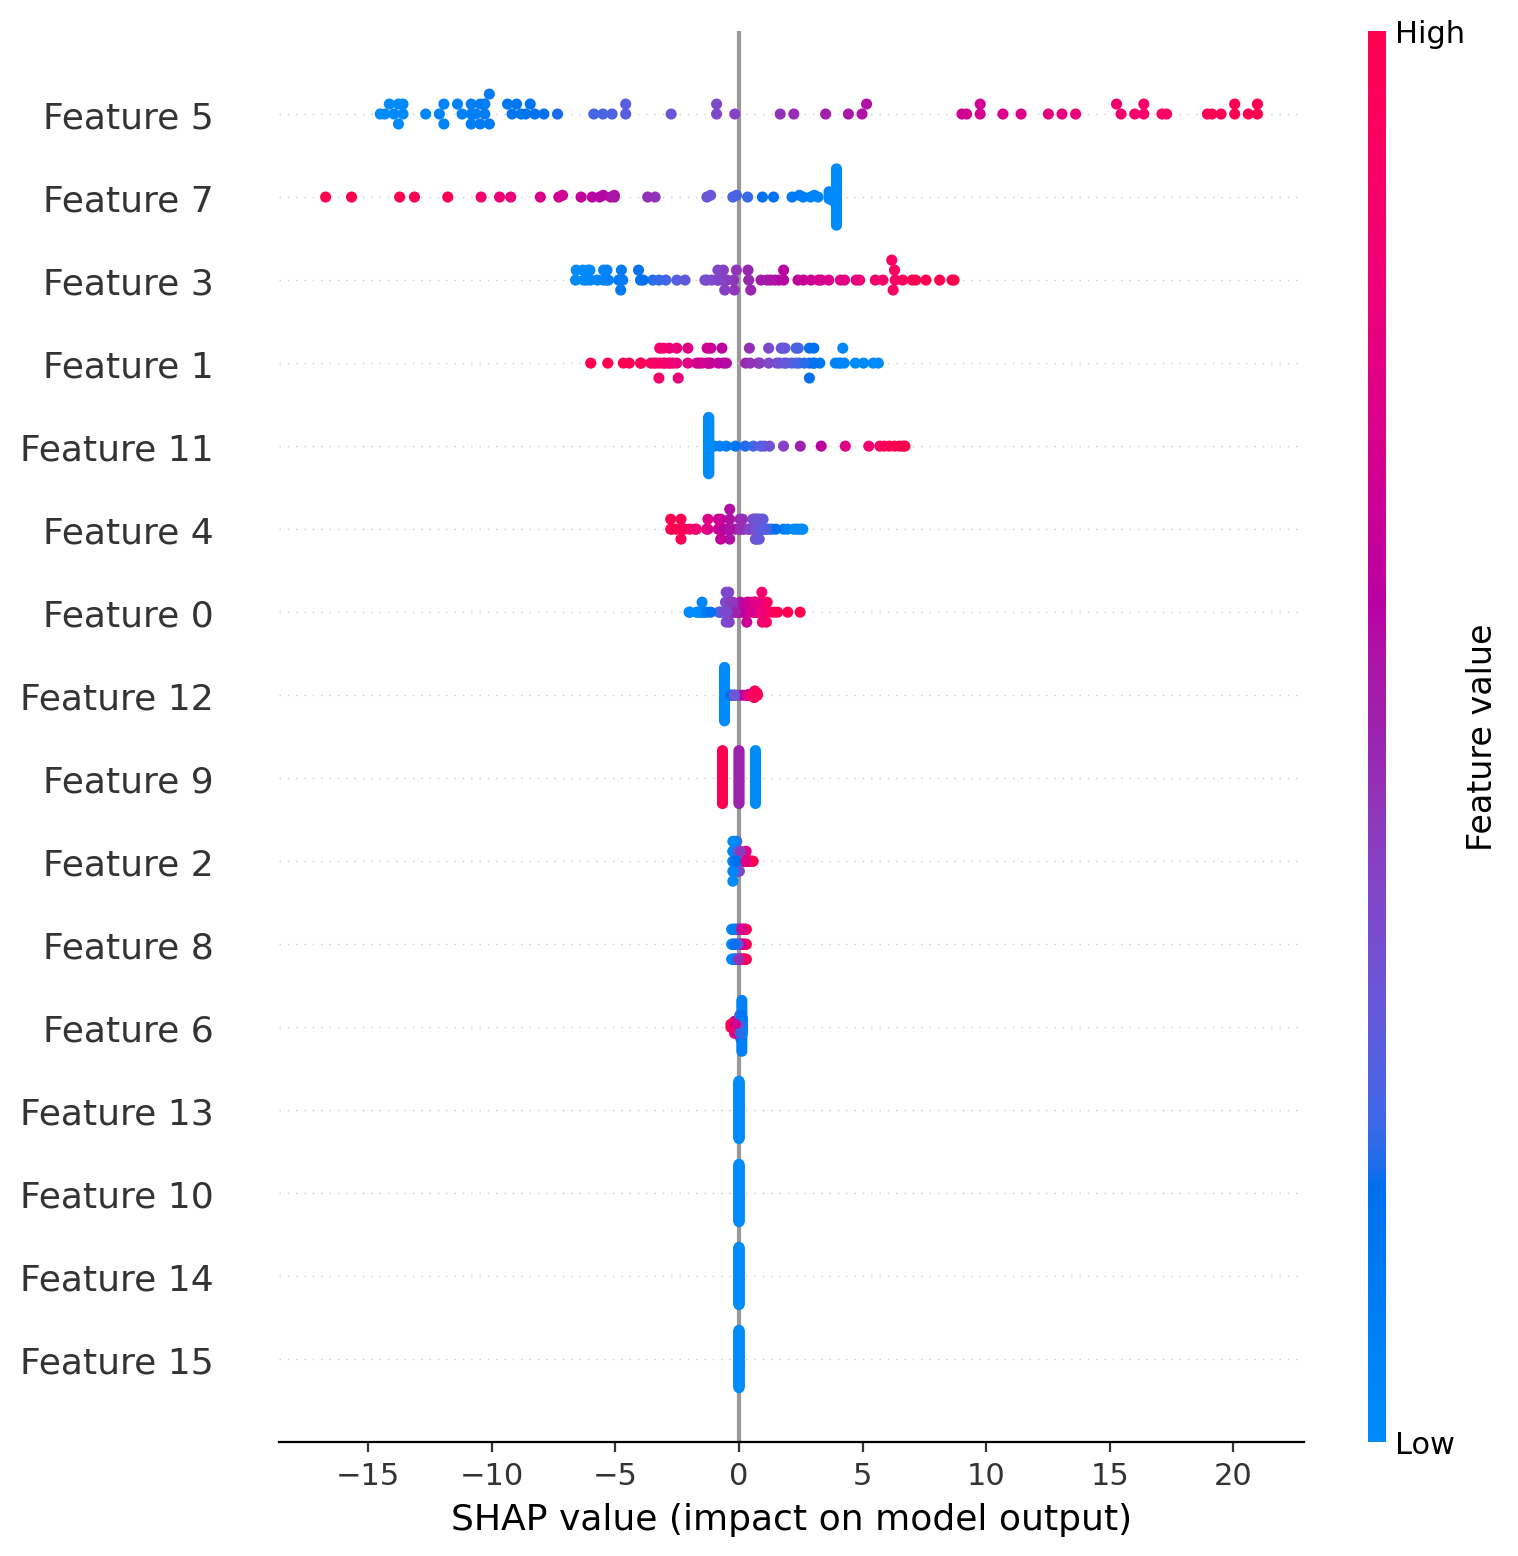 High
Feature 5
Feature 7
Feature 3
Feature 1
Feature 11
Feature 4
Feature 0
Feature 12
Feature 9
Feature 2
Feature 8
Feature 6
Feature 13
Feature 10
Feature 14
Feature 15
Feature value
Low
−15 −10 −5 0 5 10 15 20
SHAP value (impact on model output)